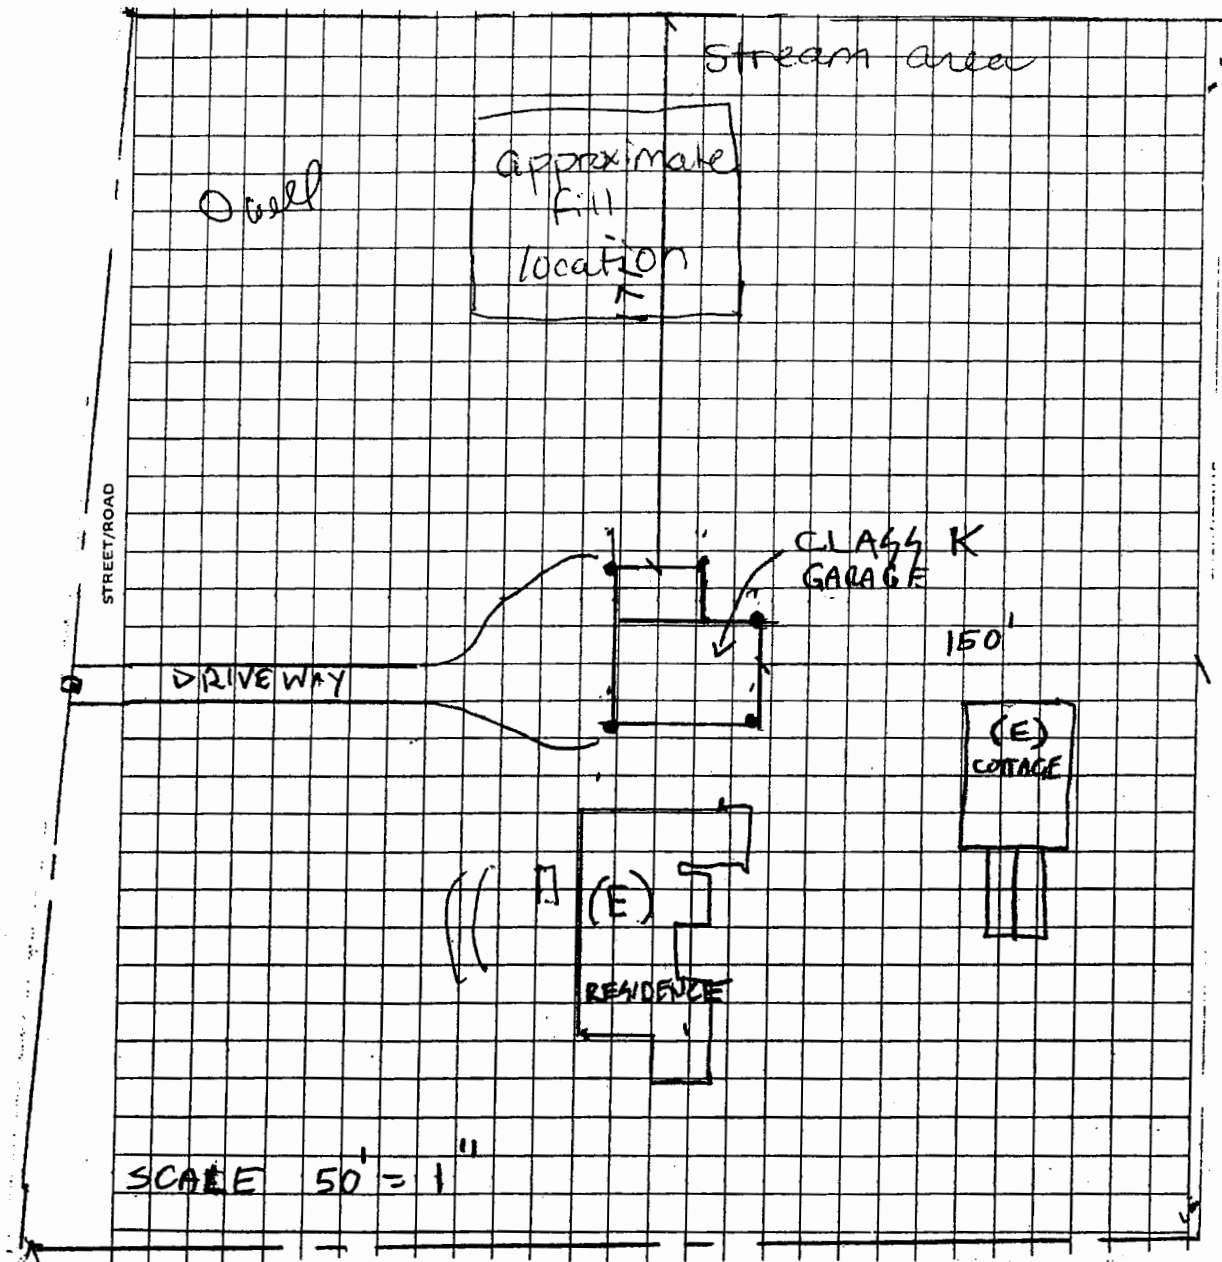 stream area
approximate
fill
location
O well
STREET/ROAD
CLASS K
GARAGE
150'
DRIVEWAY
(E)
COTTAGE
(E)
RESIDENCE
SCALE 50' = 1"